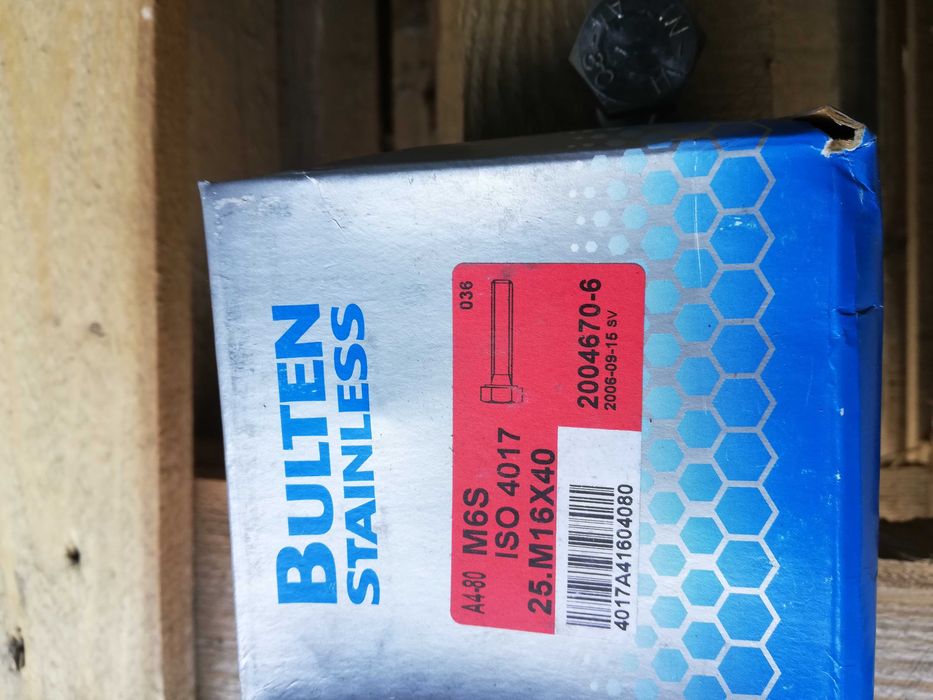 BULTEN
STAINLESS
A4-80 M6S
ISO 4017
25.M16X40
036
2004670-6
2006-09-15 SV
4017A41604080